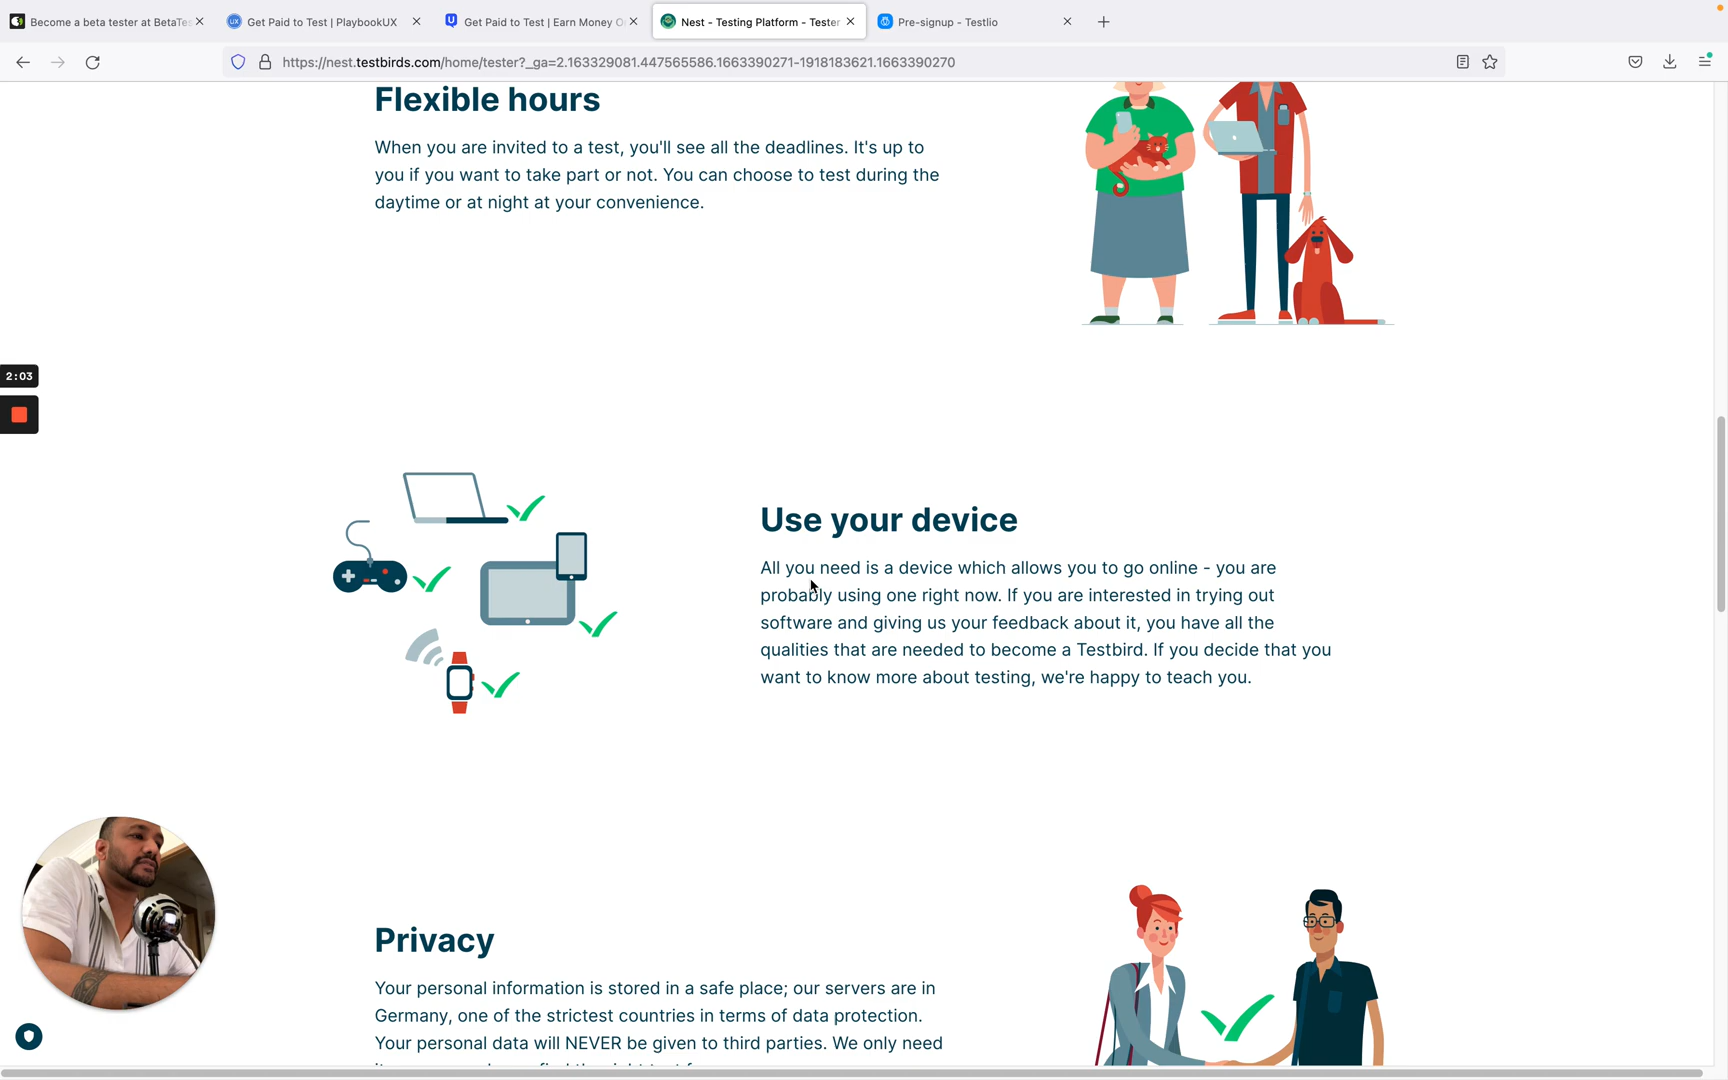 Become a beta tester at BetaTes
Get Paid to Test | PlaybookUX
Get Paid to Test | Earn Money O
Nest - Testing Platform - Tester
Pre-signup - Testlio
https://nest.testbirds.com/home/tester?_ga=2.163329081.447565586.1663390271-1918183621.1663390270
Flexible hours
When you are invited to a test, you'll see all the deadlines. It's up to
you if you want to take part or not. You can choose to test during the
daytime or at night at your convenience.
2:03
Use your device
All you need is a device which allows you to go online - you are
probably using one right now. If you are interested in trying out
software and giving us your feedback about it, you have all the
qualities that are needed to become a Testbird. If you decide that you
want to know more about testing, we're happy to teach you.
Privacy
Your personal information is stored in a safe place; our servers are in
Germany, one of the strictest countries in terms of data protection.
Your personal data will NEVER be given to third parties. We only need